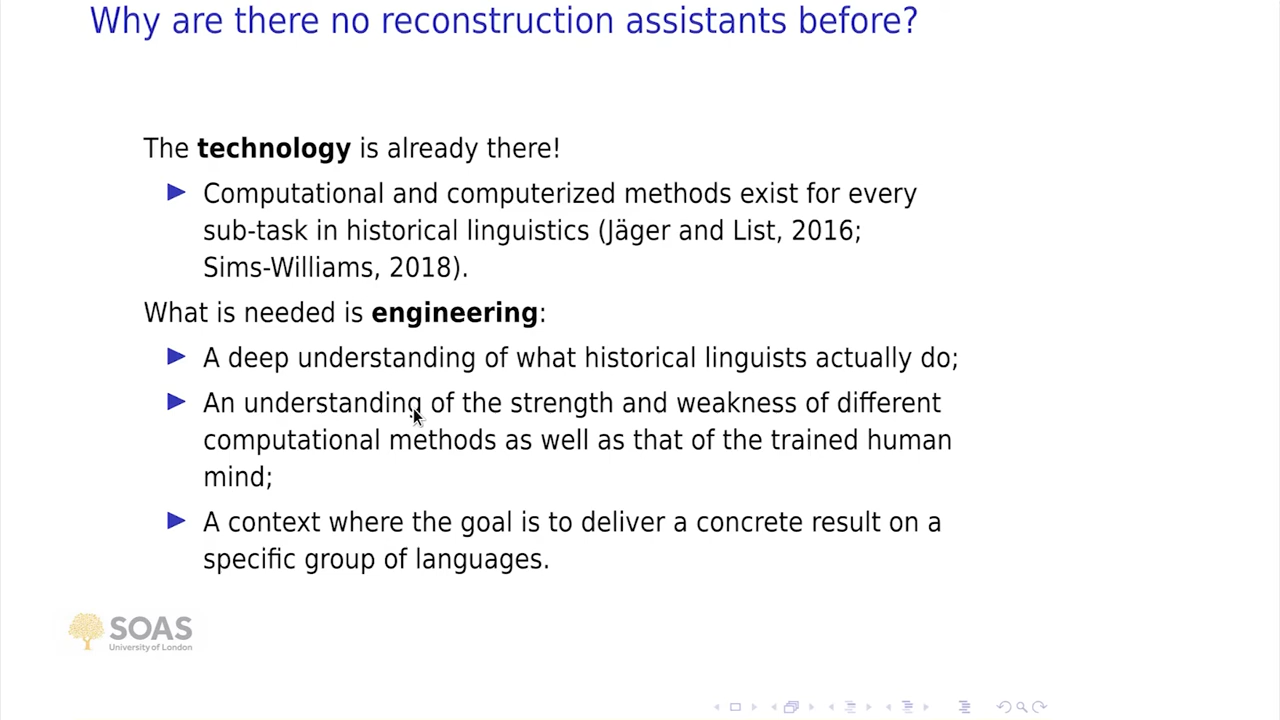 Why are there no reconstruction assistants before?
The technology is already there!
Computational and computerized methods exist for every
sub-task in historical linguistics (Jäger and List, 2016;
Sims-Williams, 2018).
What is needed is engineering:
A deep understanding of what historical linguists actually do;
An understanding of the strength and weakness of different
computational methods as well as that of the trained human
mind;
A context where the goal is to deliver a concrete result on a
specific group of languages.
SOAS
University of London